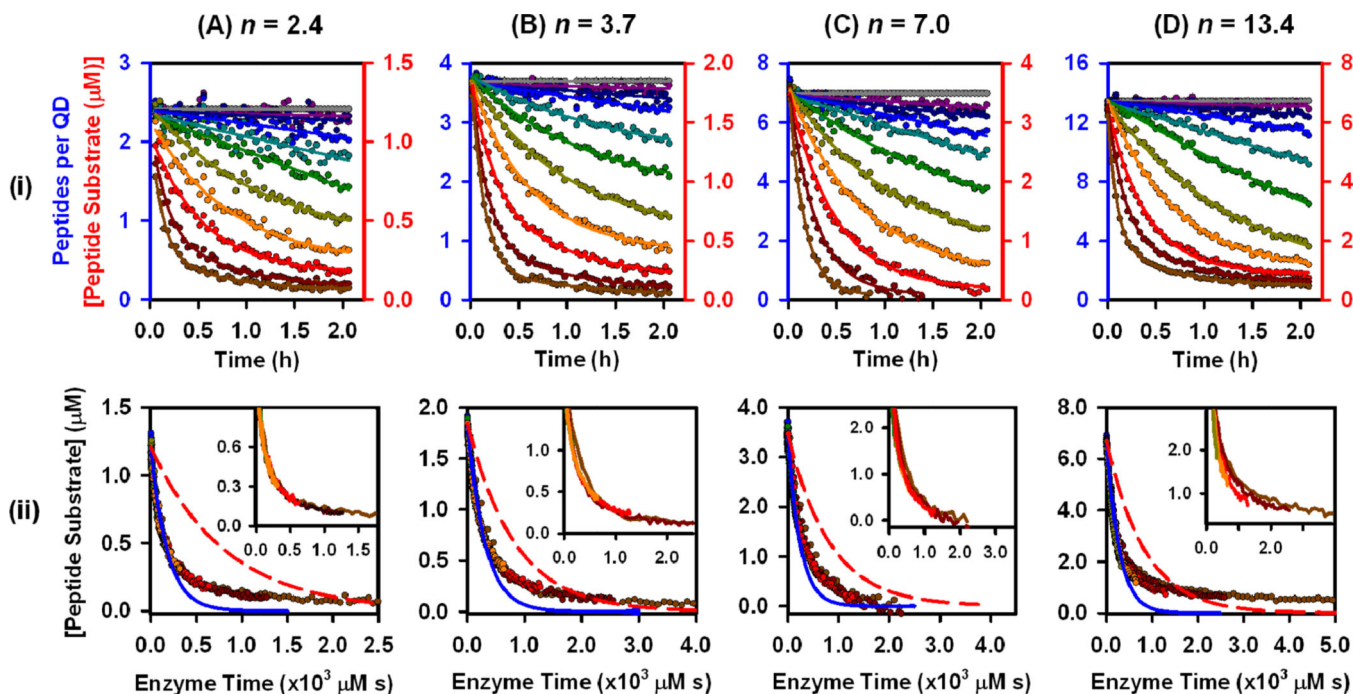 (A) n = 2.4
(B) n = 3.7
(C) n = 7.0
(D) n = 13.4
(i)
Peptides per QD
[Peptide Substrate (µM)]
3
2
1
0
1.5
1.0
0.5
0.0
0.0 0.5 1.0 1.5 2.0
Time (h)
4
3
2
1
0
2.0
1.5
1.0
0.5
0.0
0.0 0.5 1.0 1.5 2.0
Time (h)
8
6
4
2
0
4
3
2
1
0
0.0 0.5 1.0 1.5 2.0
Time (h)
16
12
8
4
0
8
6
4
2
0
0.0 0.5 1.0 1.5 2.0
Time (h)
(ii)
[Peptide Substrate] (µM)
1.5
1.0
0.5
0.0
0.6
0.3
0.0
0.0 0.5 1.0 1.5
0.0 0.5 1.0 1.5 2.0 2.5
Enzyme Time (x10³ µM s)
2.0
1.5
1.0
0.5
0.0
1.0
0.5
0.0
0.0 1.0 2.0
0.0 1.0 2.0 3.0 4.0
Enzyme Time (x10³ µM s)
4.0
3.0
2.0
1.0
0.0
2.0
1.0
0.0
0.0 1.0 2.0 3.0
0.0 1.0 2.0 3.0 4.0
Enzyme Time (x10³ µM s)
8.0
6.0
4.0
2.0
0.0
2.0
1.0
0.0 2.0
0.0 1.0 2.0 3.0 4.0 5.0
Enzyme Time (x10³ µM s)